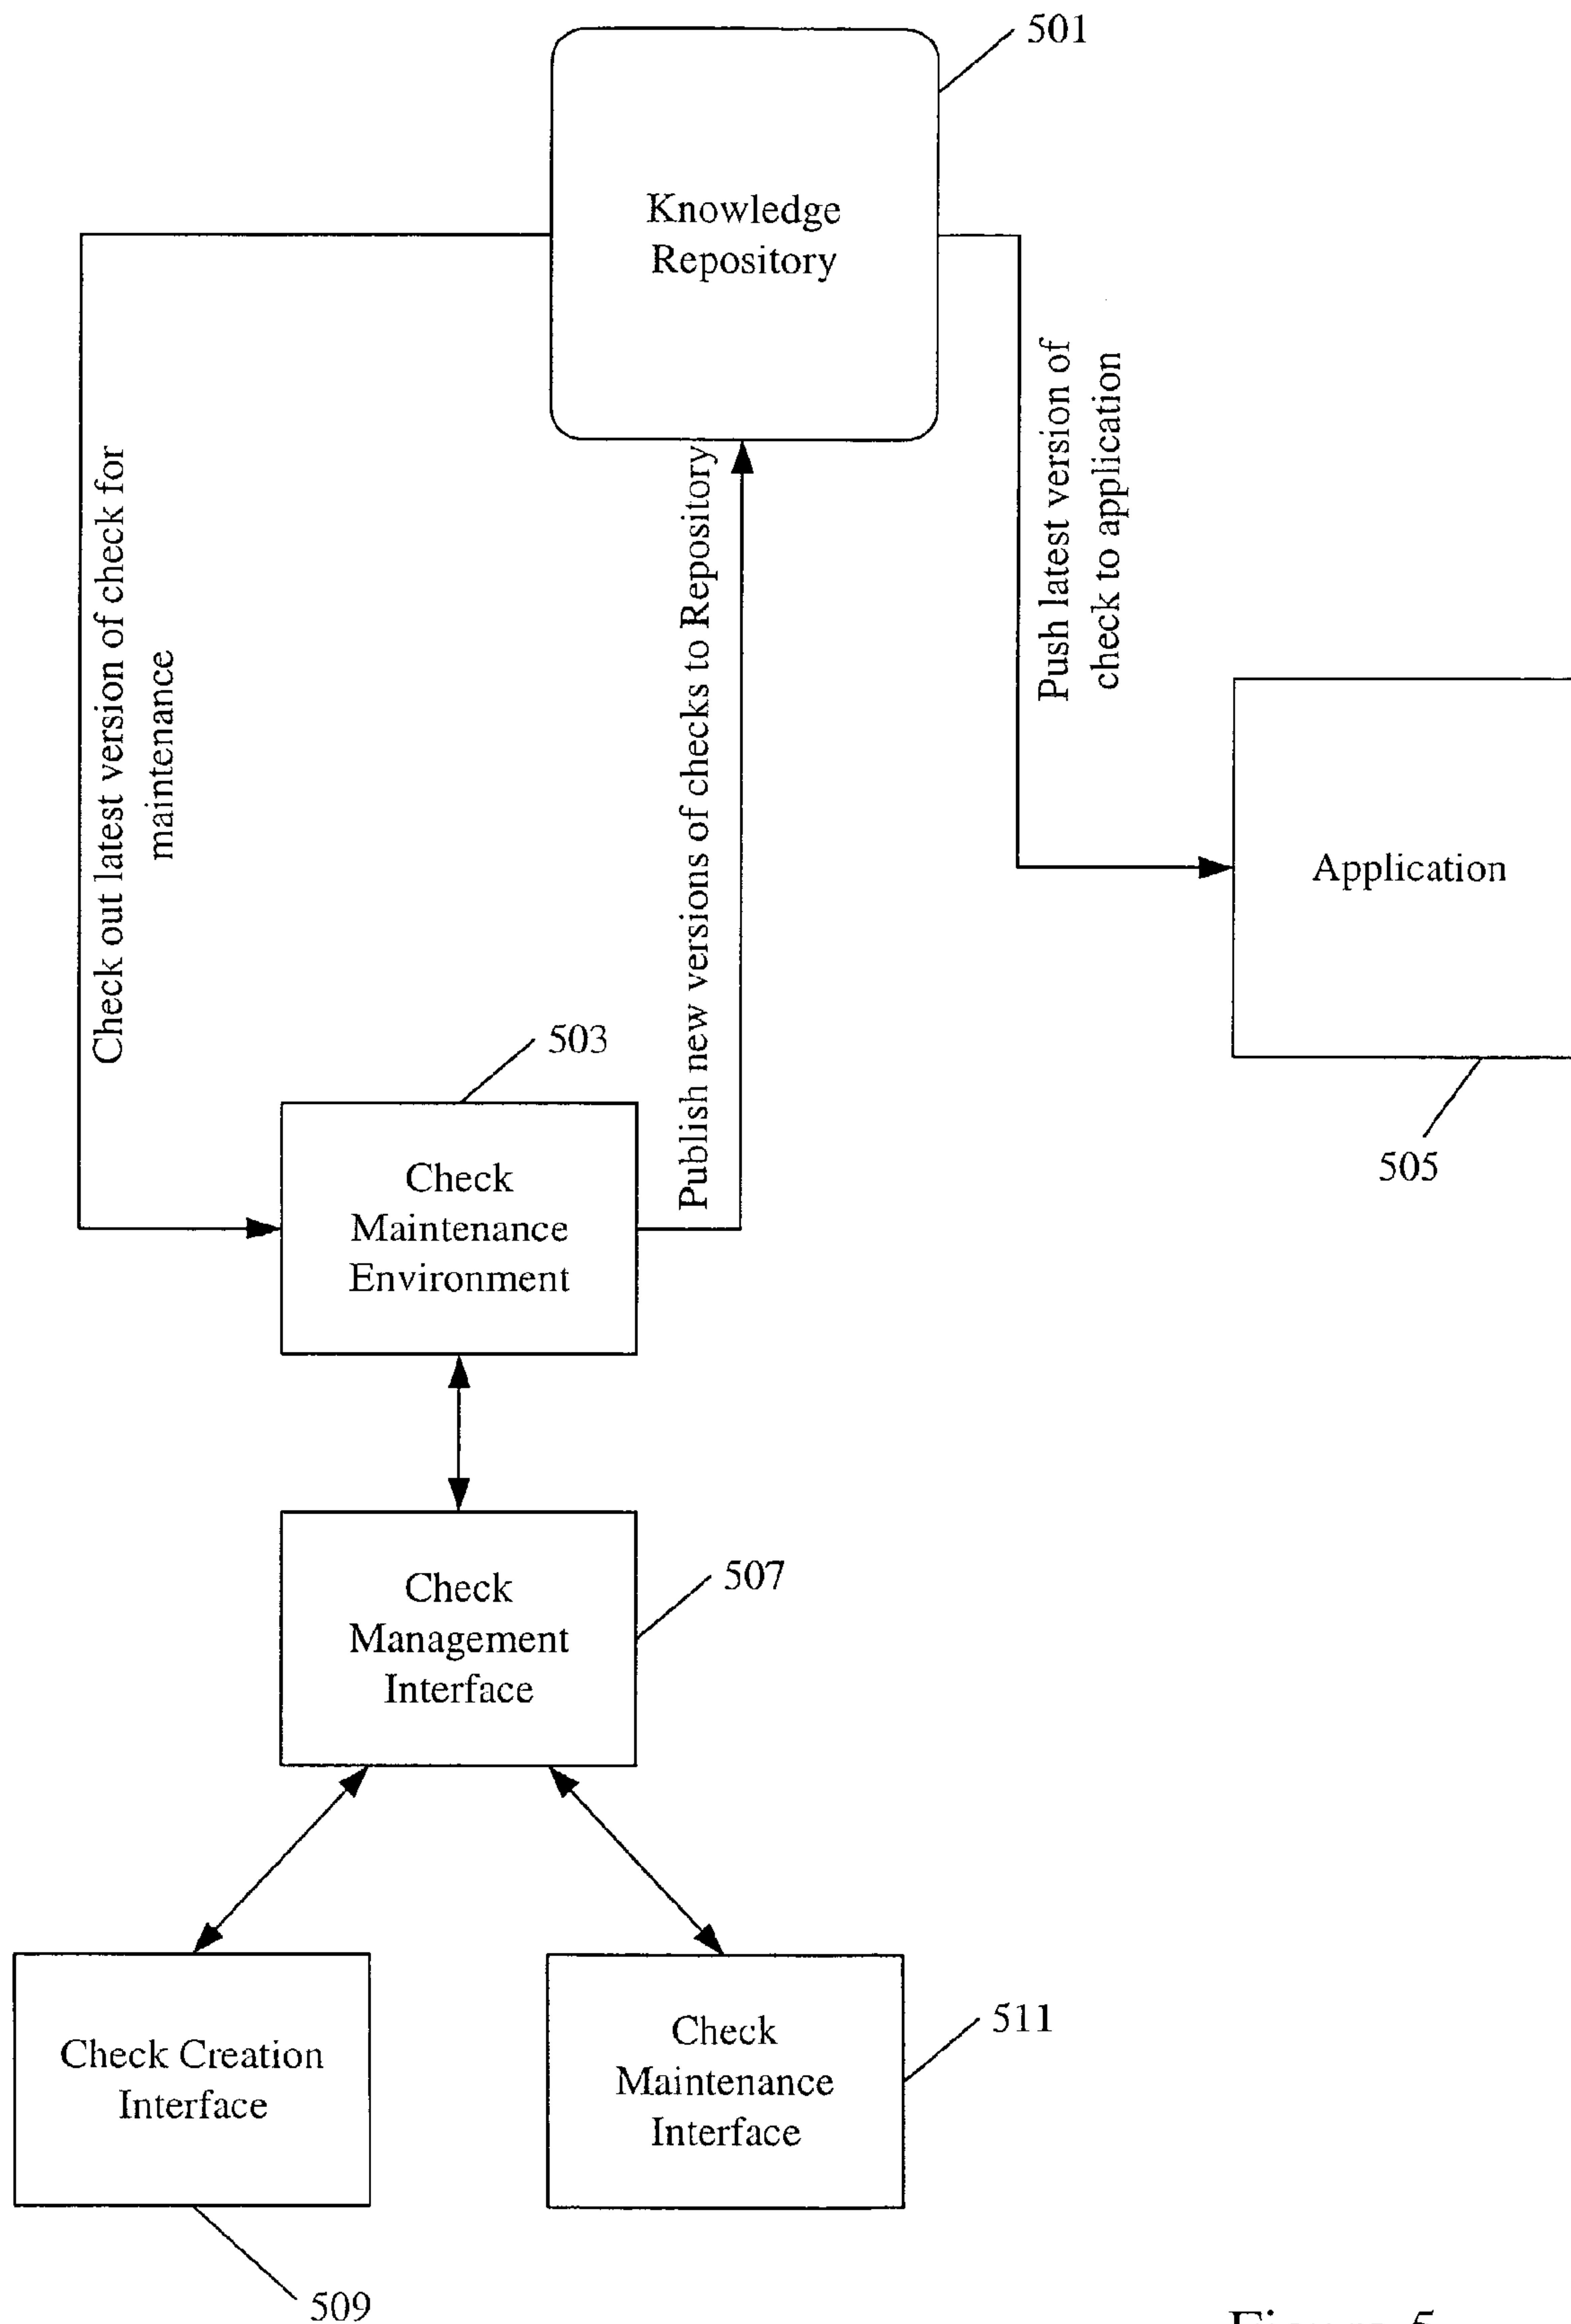 501
Knowledge
Repository
Check out latest version of check for
maintenance
Publish new versions of checks to Repository
Push latest version of
check to application
Application
505
503
Check
Maintenance
Environment
507
Check
Management
Interface
Check Creation
Interface
509
Check
Maintenance
Interface
511
Figure 5